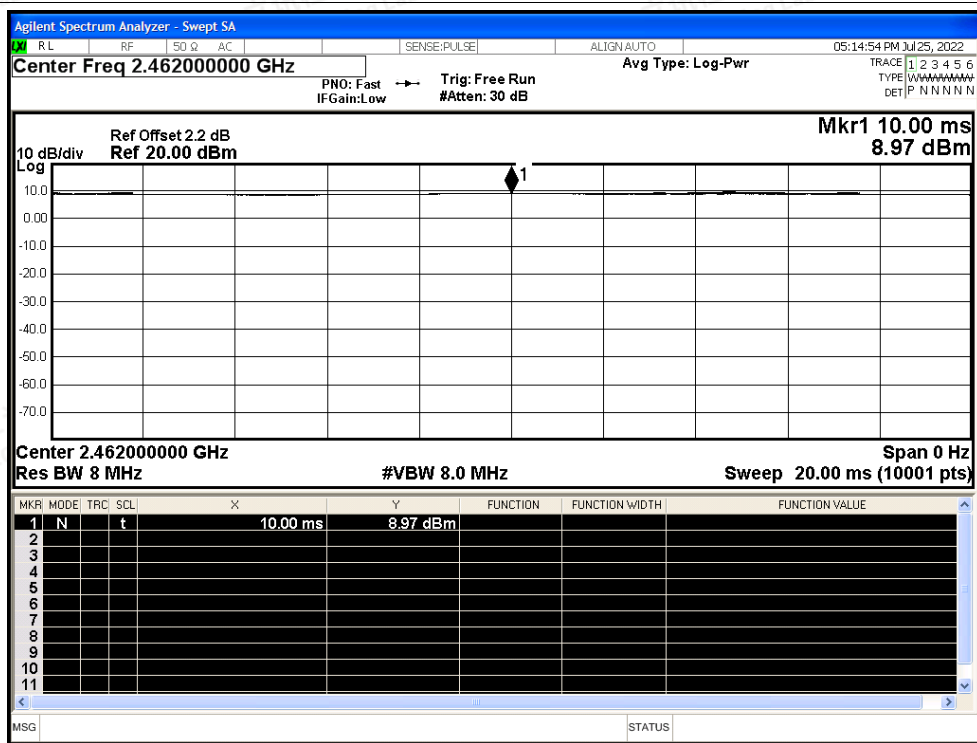 Agilent Spectrum Analyzer - Swept SA
LXI RL RF 50 Ω AC SENSE:PULSE ALIGN AUTO 05:14:54 PM Jul 25, 2022
Center Freq 2.462000000 GHz Avg Type: Log-Pwr TRACE 1 2 3 4 5 6
PNO: Fast Trig: Free Run TYPE WWWWWW
IFGain:Low #Atten: 30 dB DET P N N N N N
Mkr1 10.00 ms
Ref Offset 2.2 dB
10 dB/div Ref 20.00 dBm 8.97 dBm
Log
1
10.0
0.00
-10.0
-20.0
-30.0
-40.0
-50.0
-60.0
-70.0
Center 2.462000000 GHz Span 0 Hz
Res BW 8 MHz #VBW 8.0 MHz Sweep 20.00 ms (10001 pts)
MKR MODE TRC SCL X Y FUNCTION FUNCTION WIDTH FUNCTION VALUE
1 N t 10.00 ms 8.97 dBm
2
3
4
5
6
7
8
9
10
11
MSG STATUS